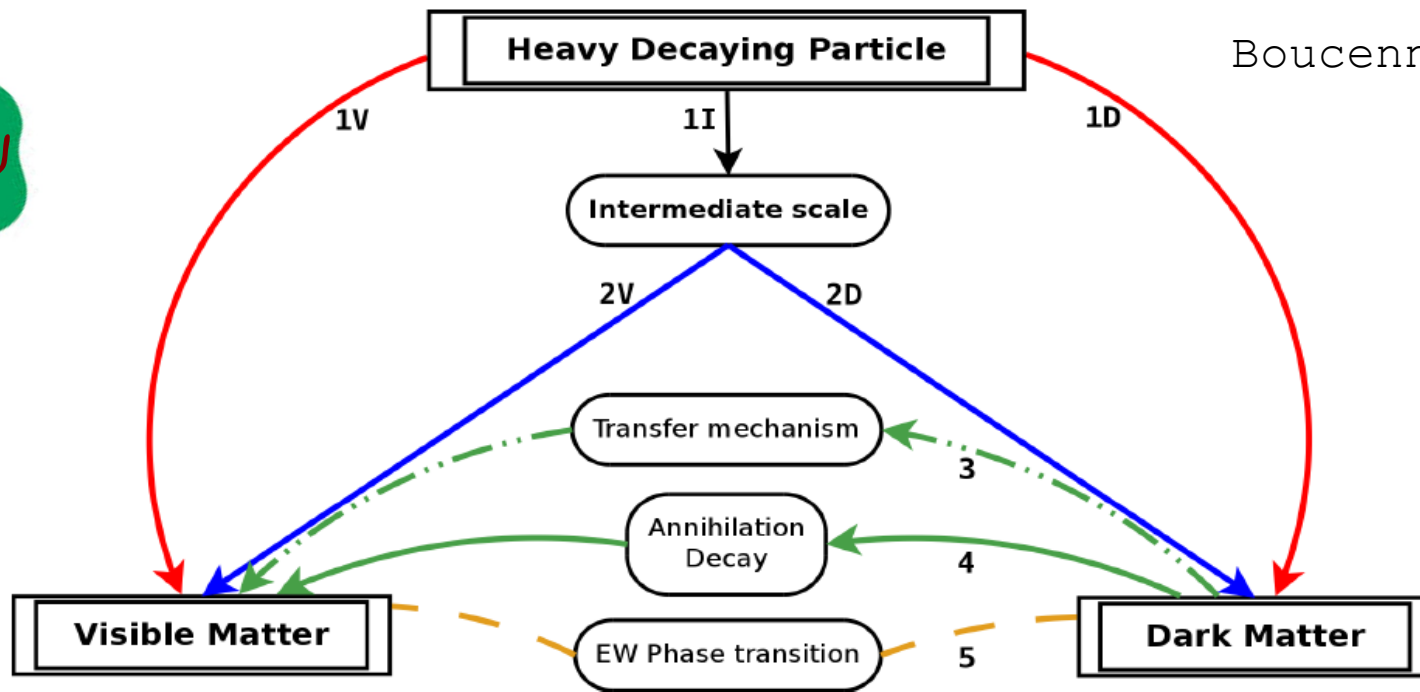 Heavy Decaying Particle
1V
1I
1D
Intermediate scale
2V
2D
Transfer mechanism
3
Annihilation
Decay
4
Visible Matter
EW Phase transition
5
Dark Matter